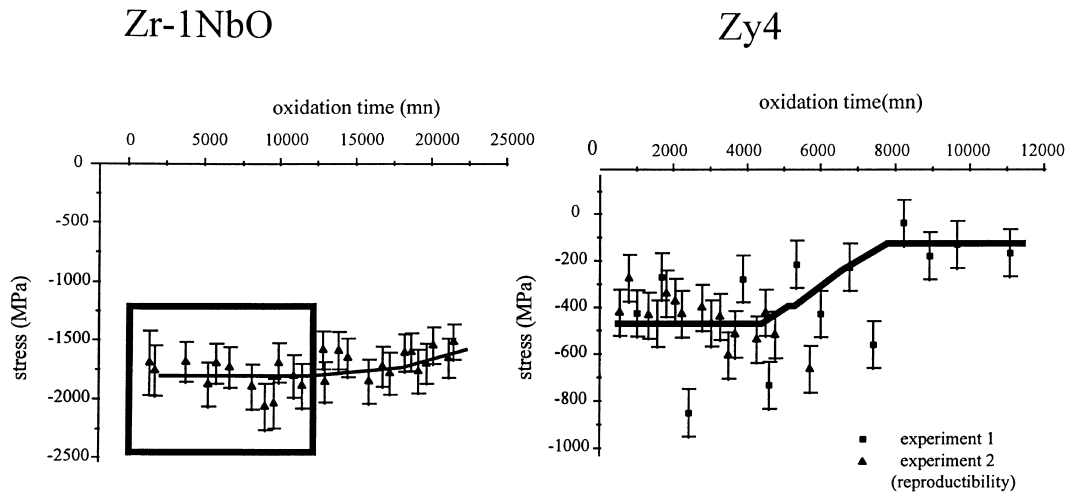 Zr-1NbO
Zy4
oxidation time (mn)
0 5000 10000 15000 20000 25000
0
-500
-1000
-1500
-2000
-2500
stress (MPa)
oxidation time(mn)
0 2000 4000 6000 8000 10000 12000
0
-200
-400
-600
-800
-1000
stress (MPa)
experiment 1
experiment 2
(reproductibility)